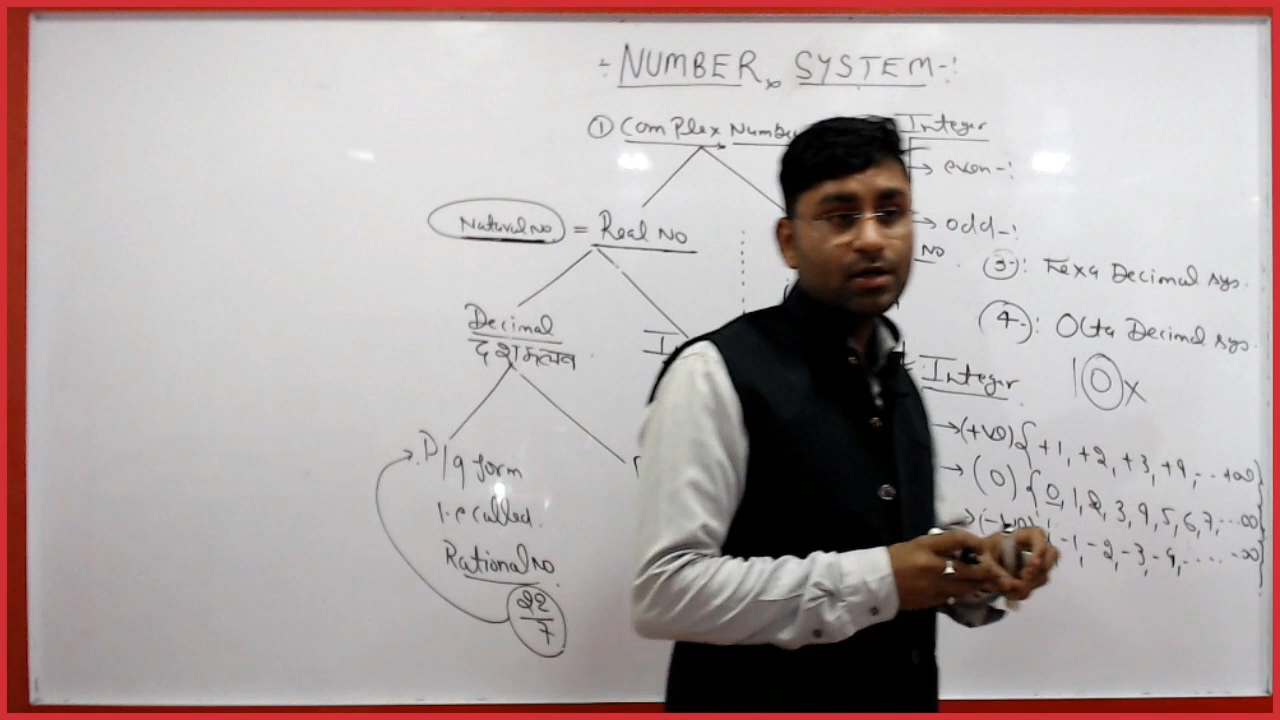 ÷ NUMBER SYSTEM -:
① ComPlex Number
Integer
→ even -:
→ odd -:
NO
Natural No = Real No
3 -: Hexa Decimal sys.
4 -: Octa Decimal sys.
Decimal
दशमलव
I
Integer
10x
→ (+ve) { +1, +2, +3, +4, ... +∞ }
→ (0) { 0, 1, 2, 3, 4, 5, 6, 7, ... ∞ }
→ (-ve) -1, -2, -3, -4, .... -∞ }
P/q form
i.e called.
Rational No.
22/7